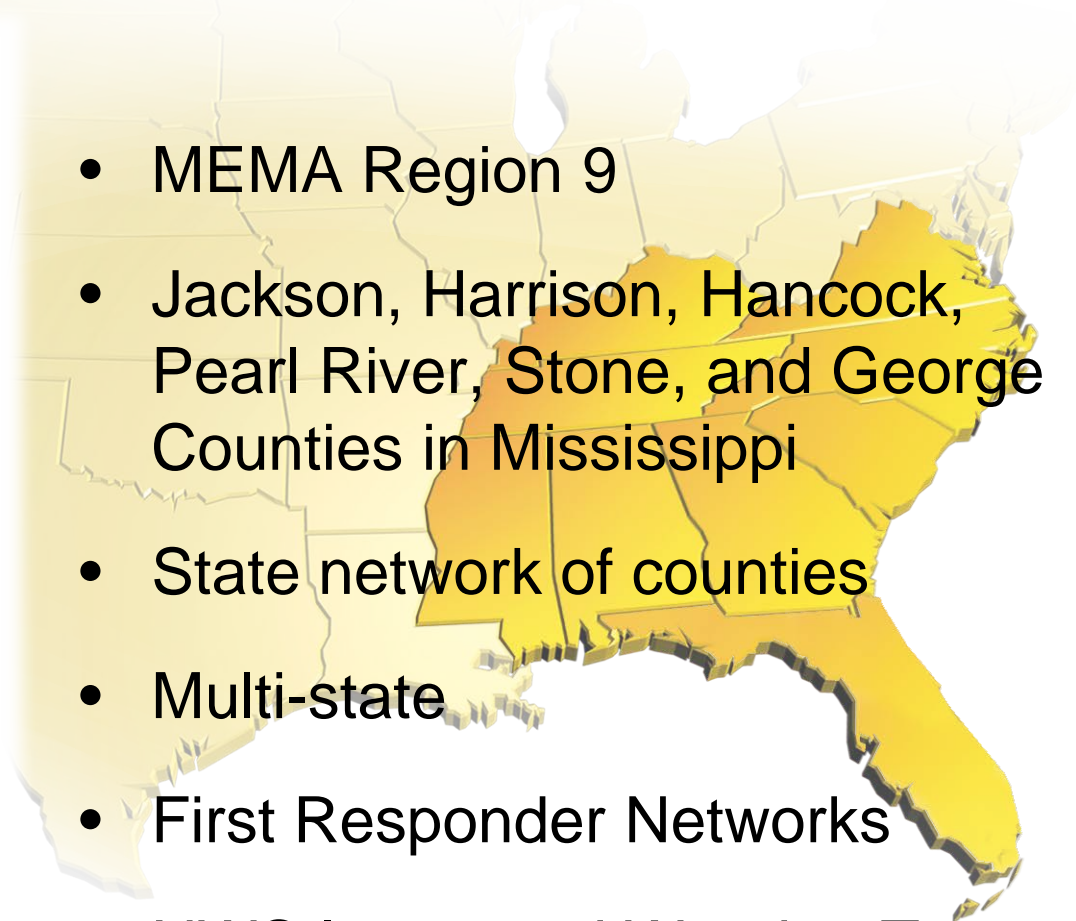 • MEMA Region 9
• Jackson, Harrison, Hancock,
Pearl River, Stone, and George
Counties in Mississippi
• State network of counties
• Multi-state
• First Responder Networks